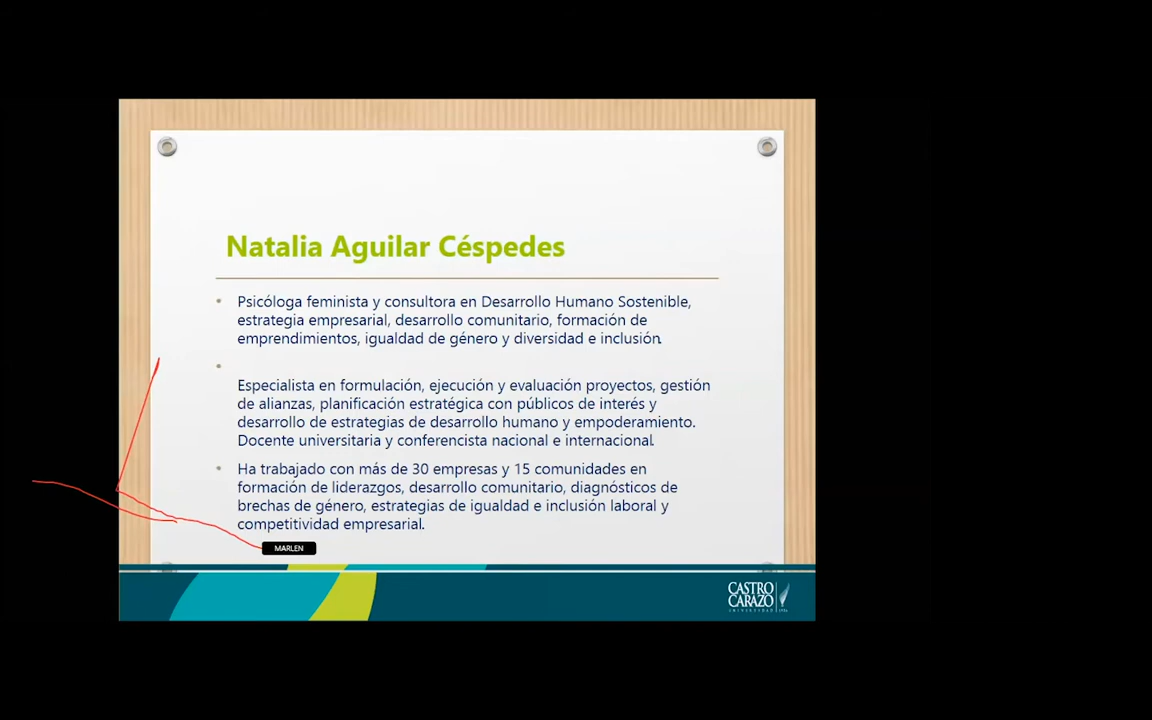 Natalia Aguilar Céspedes
Psicóloga feminista y consultora en Desarrollo Humano Sostenible,
estrategia empresarial, desarrollo comunitario, formación de
emprendimientos, igualdad de género y diversidad e inclusión.
Especialista en formulación, ejecución y evaluación proyectos, gestión
de alianzas, planificación estratégica con públicos de interés y
desarrollo de estrategias de desarrollo humano y empoderamiento.
Docente universitaria y conferencista nacional e internacional.
Ha trabajado con más de 30 empresas y 15 comunidades en
formación de liderazgos, desarrollo comunitario, diagnósticos de
brechas de género, estrategias de igualdad e inclusión laboral y
competitividad empresarial.
MARLEN
CASTRO
CARAZO
UNIVERSIDAD